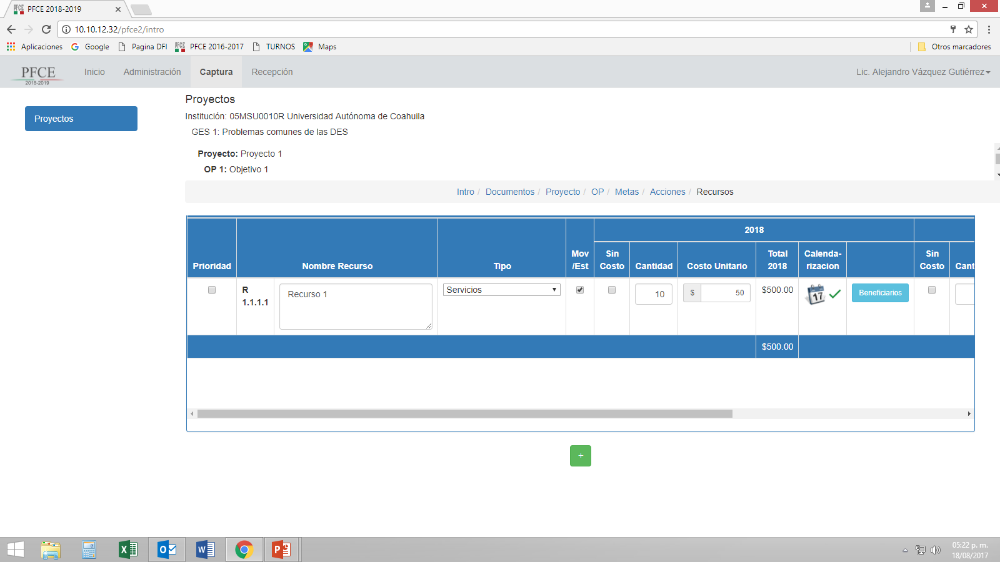 PFCE 2018-2019
10.10.12.32/pfce2/intro
Aplicaciones Google Pagina DFI PFCE 2016-2017 TURNOS Maps Otros marcadores
PFCE
2018-2019
Inicio Administración Captura Recepción Lic. Alejandro Vázquez Gutiérrez
Proyectos
Proyectos
Institución: 05MSU0010R Universidad Autónoma de Coahuila
GES 1: Problemas comunes de las DES
Proyecto: Proyecto 1
OP 1: Objetivo 1
Intro / Documentos / Proyecto / OP / Metas / Acciones / Recursos
2018
Prioridad Nombre Recurso Tipo Mov /Est Sin Costo Cantidad Costo Unitario Total 2018 Calenda-rizacion Sin Costo Cant
R 1.1.1.1 Recurso 1 Servicios 10 $ 50 $500.00 17 Beneficiarios
$500.00
+
05:22 p. m.
18/08/2017